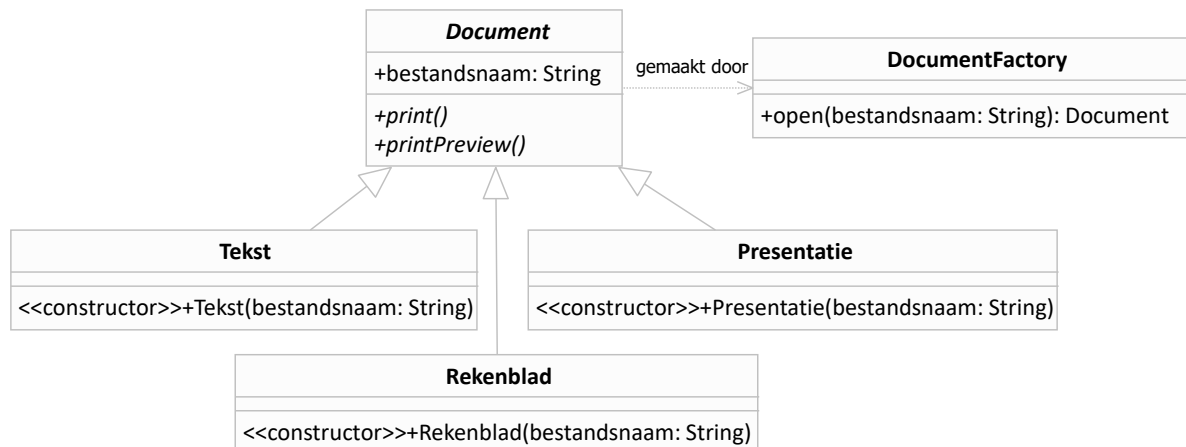 Document
+bestandsnaam: String
+print()
+printPreview()
gemaakt door
DocumentFactory
+open(bestandsnaam: String): Document
Tekst
<<constructor>>+Tekst(bestandsnaam: String)
Presentatie
<<constructor>>+Presentatie(bestandsnaam: String)
Rekenblad
<<constructor>>+Rekenblad(bestandsnaam: String)